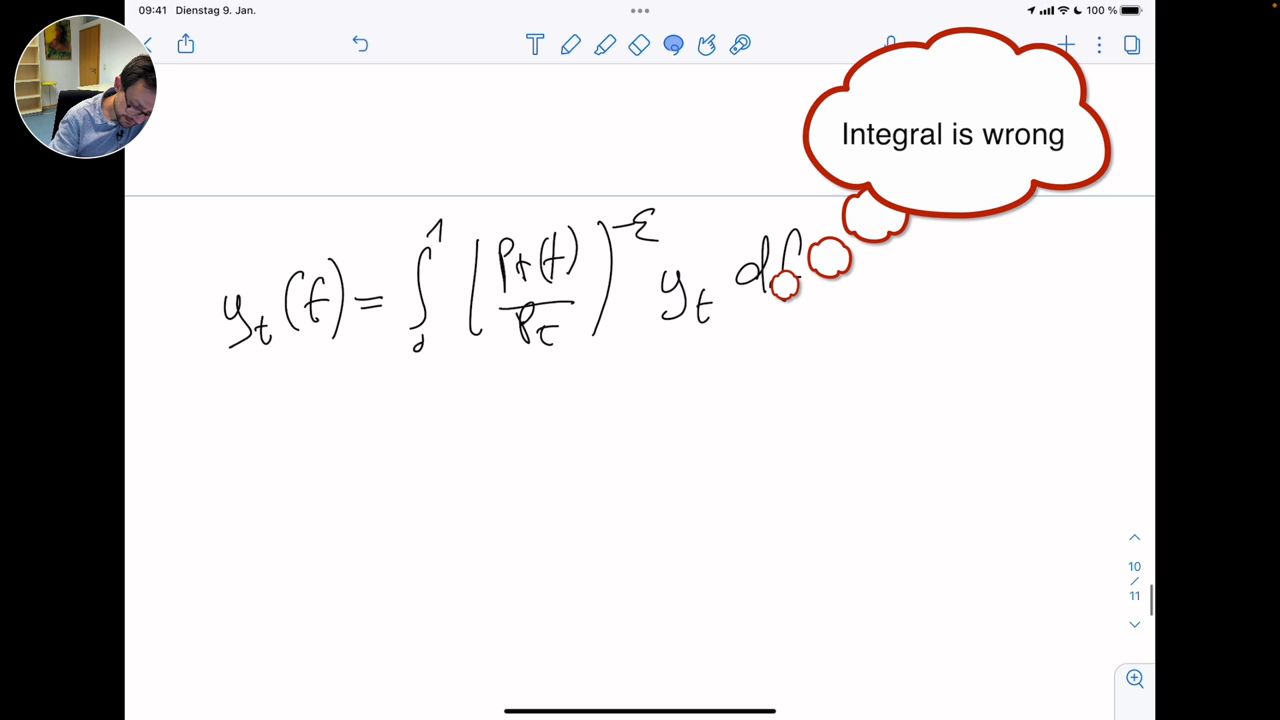 09:41 Dienstag 9. Jan.
100 %
Integral is wrong
y_t(f) = ∫_0^1 (P_t(f)/P_t)^{-ε} y_t df
10
/
11